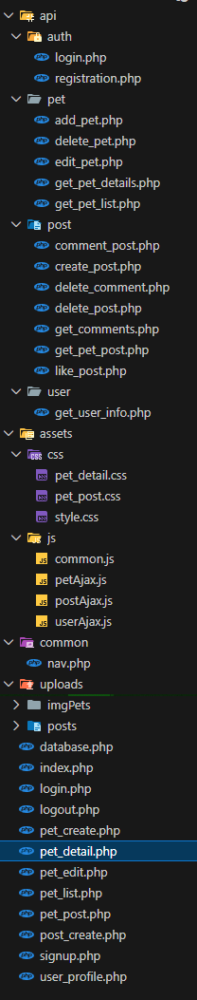 api
auth
login.php
registration.php
pet
add_pet.php
delete_pet.php
edit_pet.php
get_pet_details.php
get_pet_list.php
post
comment_post.php
create_post.php
delete_comment.php
delete_post.php
get_comments.php
get_pet_post.php
like_post.php
user
get_user_info.php
assets
css
pet_detail.css
pet_post.css
style.css
js
common.js
petAjax.js
postAjax.js
userAjax.js
common
nav.php
uploads
imgPets
posts
database.php
index.php
login.php
logout.php
pet_create.php
pet_detail.php
pet_edit.php
pet_list.php
pet_post.php
post_create.php
signup.php
user_profile.php